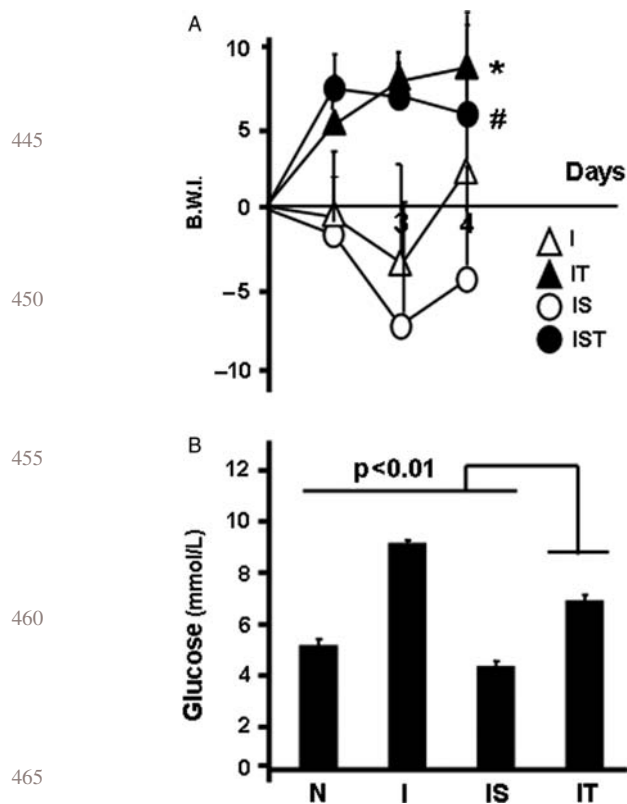 A
10
5
0
−5
−10
B.W.I.
Days
3
4
*
#
I
IT
IS
IST
445
450
455
460
465
B
12
10
8
6
4
2
0
Glucose (mmol/L)
p<0.01
N I IS IT